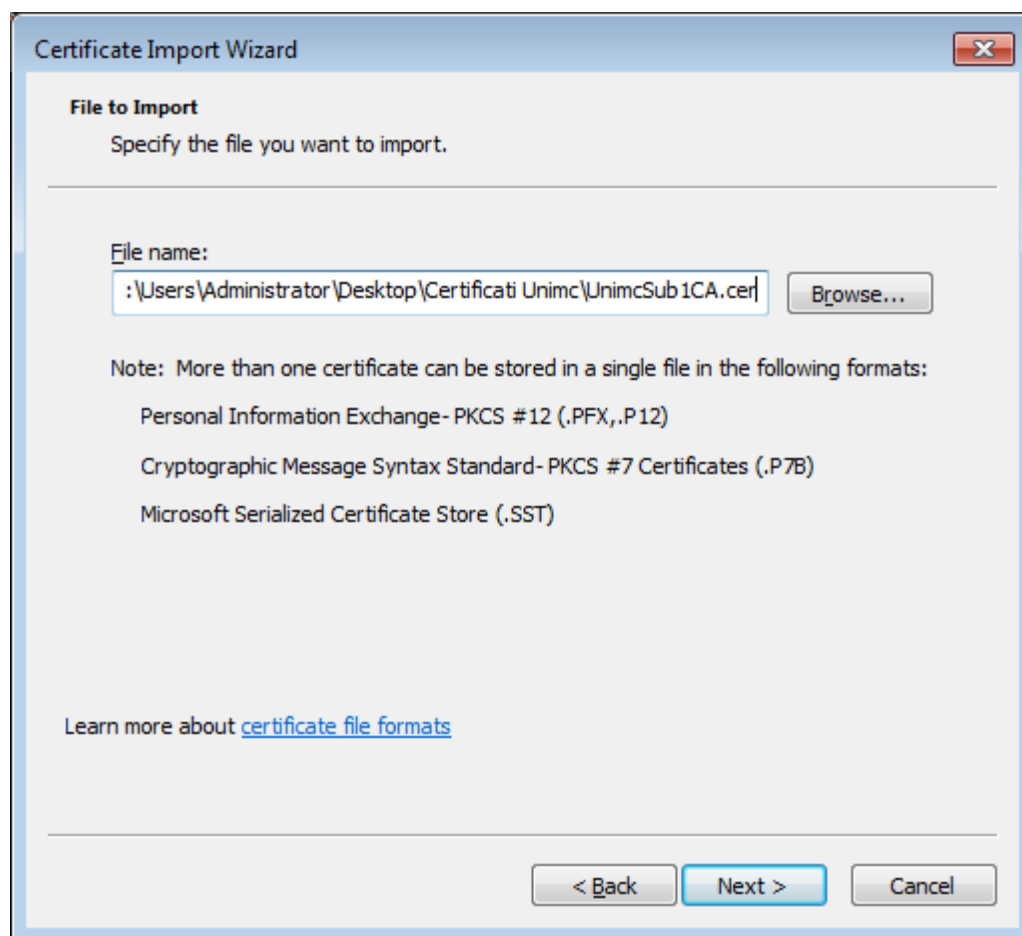 Certificate Import Wizard
File to Import
Specify the file you want to import.
File name:
:\Users\Administrator\Desktop\Certificati Unimc\UnimcSub1CA.cer
Browse...
Note:  More than one certificate can be stored in a single file in the following formats:
Personal Information Exchange- PKCS #12 (.PFX,.P12)
Cryptographic Message Syntax Standard- PKCS #7 Certificates (.P7B)
Microsoft Serialized Certificate Store (.SST)
Learn more about certificate file formats
< Back
Next >
Cancel